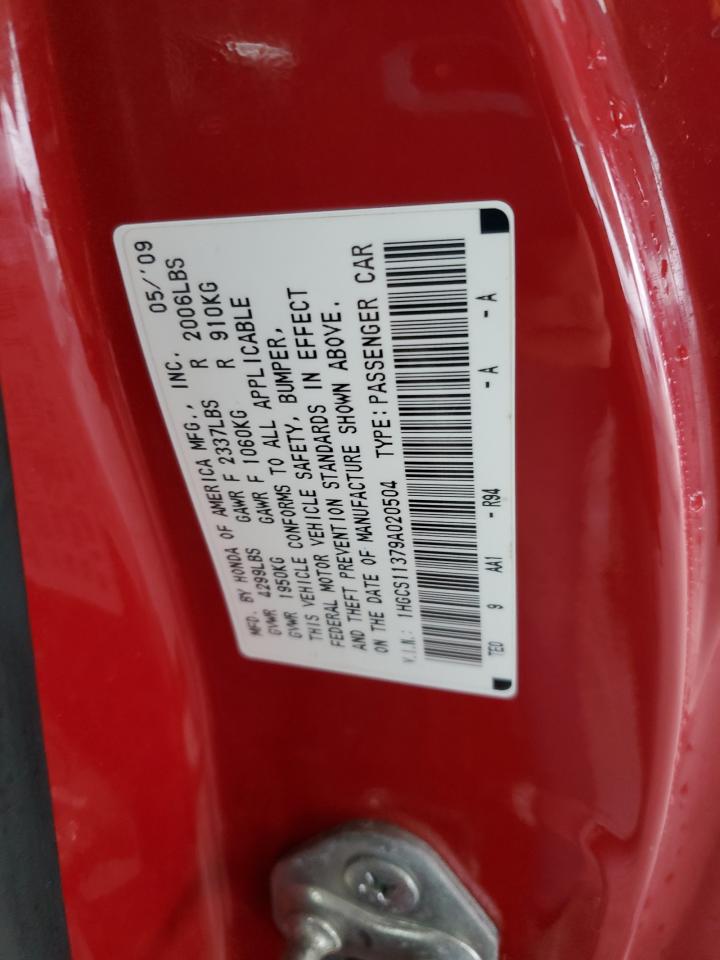 MFD. BY HONDA OF AMERICA MFG., INC. 05/'09
GVWR 4299LBS GAWR F 2337LBS R 2006LBS
GVWR 1950KG GAWR F 1060KG R 910KG
THIS VEHICLE CONFORMS TO ALL APPLICABLE
FEDERAL MOTOR VEHICLE SAFETY, BUMPER,
AND THEFT PREVENTION STANDARDS IN EFFECT
ON THE DATE OF MANUFACTURE SHOWN ABOVE.
V.I.N.: 1HGCS11379A020504 TYPE: PASSENGER CAR
TE0 9 AA1 - R94 - A - A